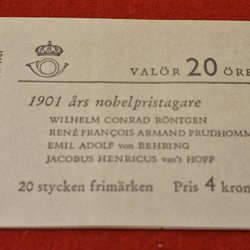 VALÖR 20 ÖRE
1901 års nobelpristagare
WILHELM CONRAD RÖNTGEN
RENÉ FRANÇOIS ARMAND PRUDHOMM
EMIL ADOLF von BEHRING
JACOBUS HENRICUS van't HOFF
20 stycken frimärken Pris 4 kron